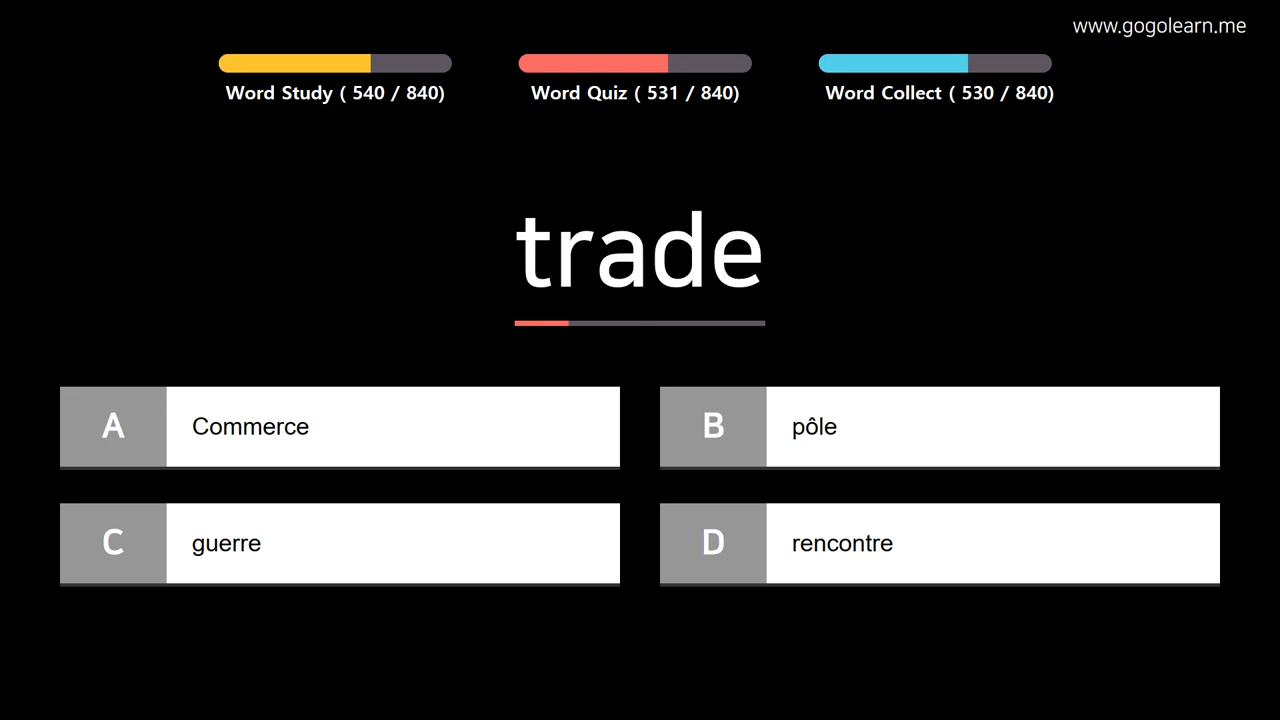 www.gogolearn.me
Word Study ( 540 / 840)
Word Quiz ( 531 / 840)
Word Collect ( 530 / 840)
trade
A Commerce
B pôle
C guerre
D rencontre